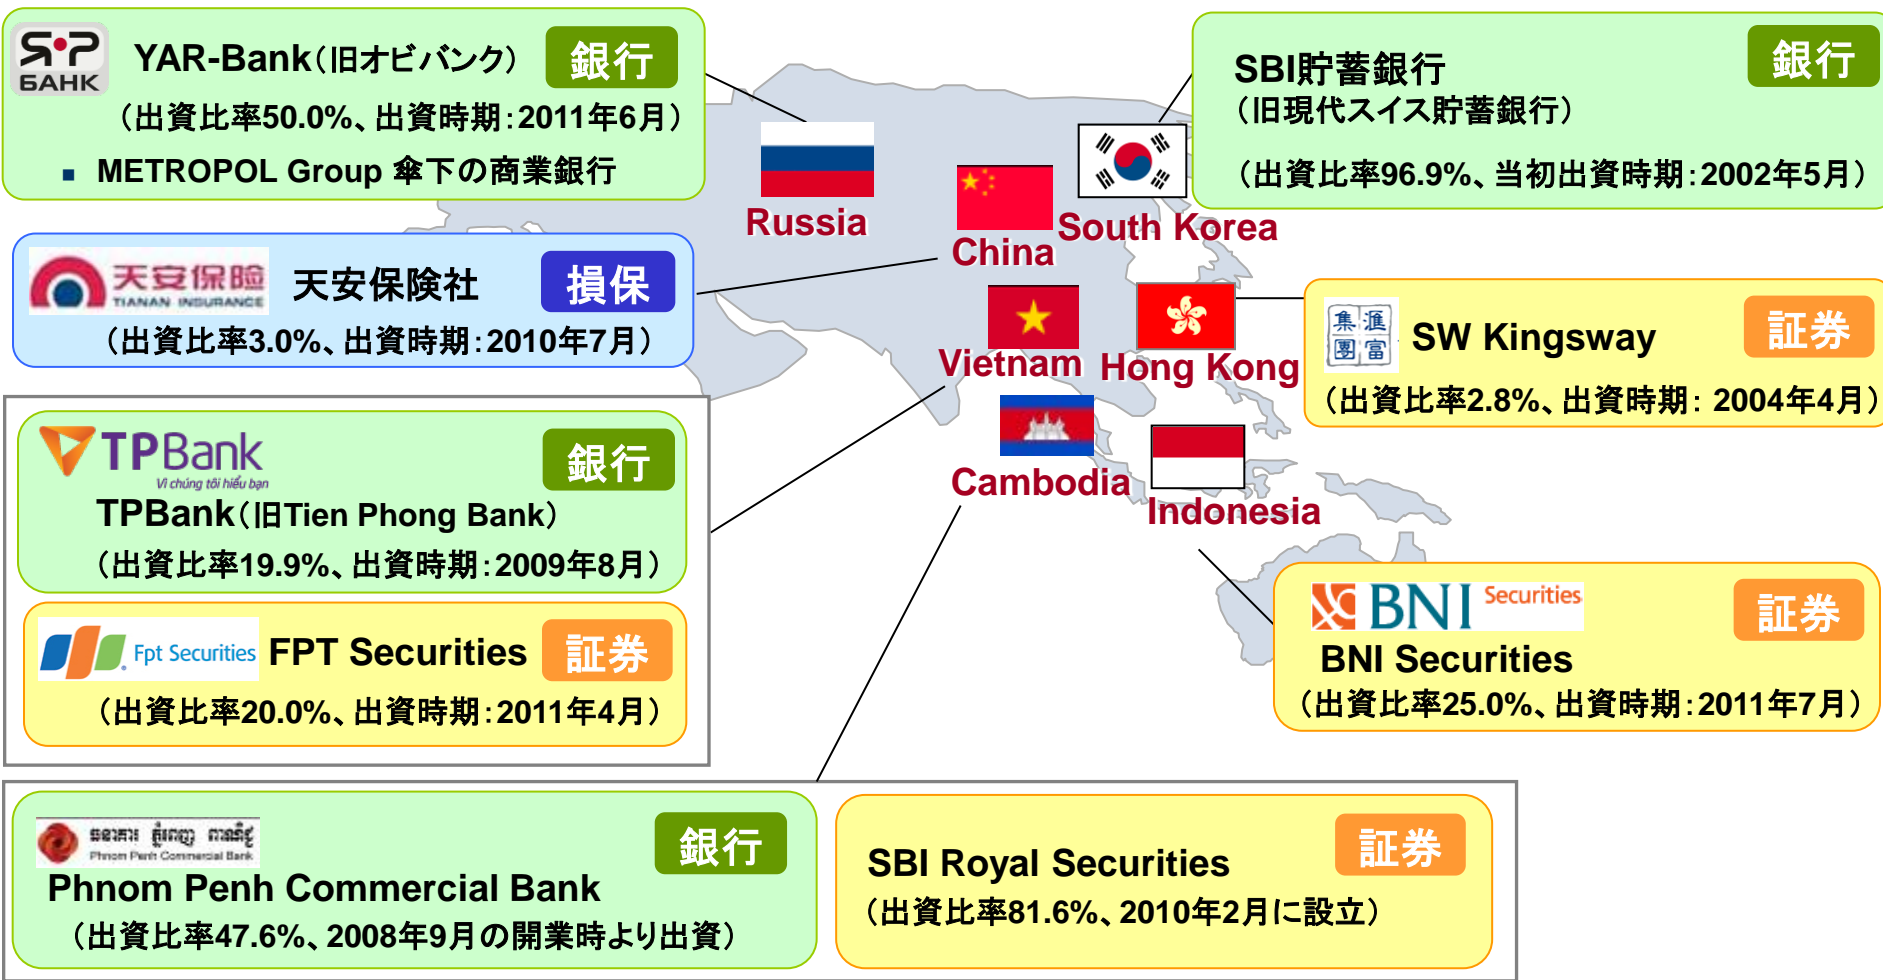 Я·Р
БАНК
YAR-Bank（旧オビバンク） 銀行
（出資比率50.0%、出資時期：2011年6月）
■ METROPOL Group 傘下の商業銀行
SBI貯蓄銀行 銀行
（旧現代スイス貯蓄銀行）
（出資比率96.9%、当初出資時期：2002年5月）
Russia
China
South Korea
天安保險
TIANAN INSURANCE
天安保険社 損保
（出資比率3.0%、出資時期：2010年7月）
Vietnam
Hong Kong
集滙
團富
SW Kingsway 証券
（出資比率2.8%、出資時期： 2004年4月）
Cambodia
Indonesia
TPBank
Vì chúng tôi hiểu bạn
銀行
TPBank（旧Tien Phong Bank）
（出資比率19.9%、出資時期：2009年8月）
Fpt Securities
FPT Securities 証券
（出資比率20.0%、出資時期：2011年4月）
BNI Securities
証券
BNI Securities
（出資比率25.0%、出資時期：2011年7月）
ធនាគារ ភ្នំពេញ ពាណិជ្ជ
Phnom Penh Commercial Bank
銀行
Phnom Penh Commercial Bank
（出資比率47.6%、2008年9月の開業時より出資）
SBI Royal Securities 証券
（出資比率81.6%、2010年2月に設立）